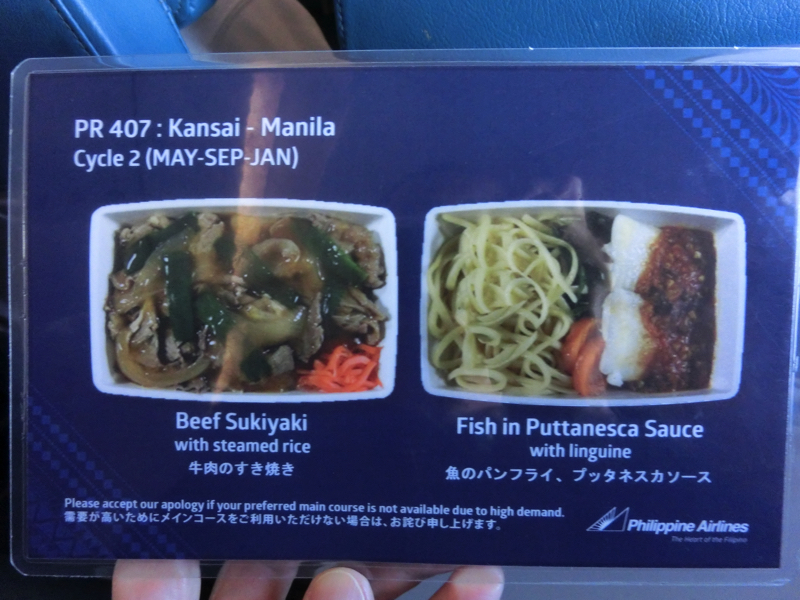 PR 407 : Kansai - Manila
Cycle 2 (MAY-SEP-JAN)
Beef Sukiyaki
with steamed rice
牛肉のすき焼き
Fish in Puttanesca Sauce
with linguine
魚のパンフライ、プッタネスカソース
Please accept our apology if your preferred main course is not available due to high demand.
需要が高いためにメインコースをご利用いただけない場合は、お詫び申し上げます。
Philippine Airlines
The Heart of the Filipino